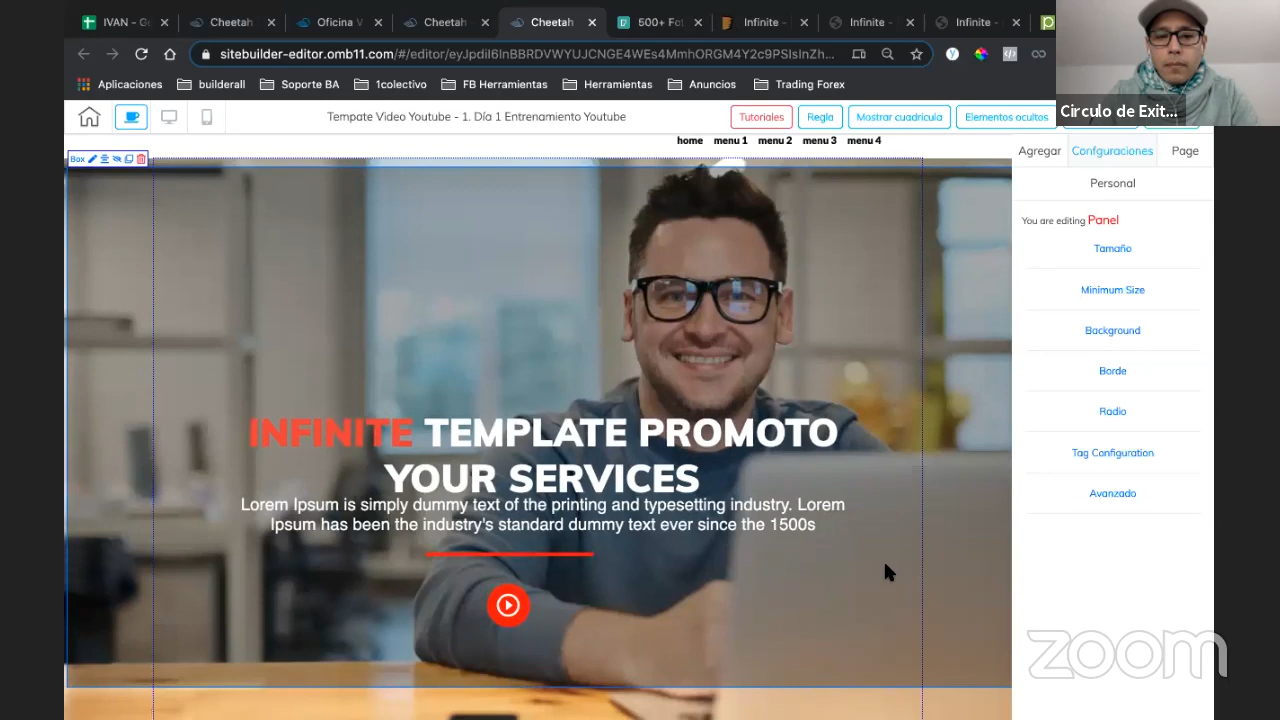 IVAN - G
Cheetah
Oficina V
Cheetah
Cheetah
500+ Fot
Infinite -
Infinite -
Infinite -
sitebuilder-editor.omb11.com/#/editor/eyJpdiI6InBBRDVWYUJCNGE4WEs4MmhORGM4Y2c9PSIsInZh...
Aplicaciones
builderall
Soporte BA
1colectivo
FB Herramientas
Herramientas
Anuncios
Trading Forex
Circulo de Exit...
Tempate Video Youtube - 1. Día 1 Entrenamiento Youtube
Tutoriales
Regla
Mostrar cuadricula
Elementos ocultos
home menu 1 menu 2 menu 3 menu 4
Agregar
Confguraciones
Page
Box
Personal
You are editing Panel
Tamaño
Minimum Size
Background
Borde
Radio
Tag Configuration
Avanzado
INFINITE TEMPLATE PROMOTO
YOUR SERVICES
Lorem Ipsum is simply dummy text of the printing and typesetting industry. Lorem
Ipsum has been the industry's standard dummy text ever since the 1500s
zoom